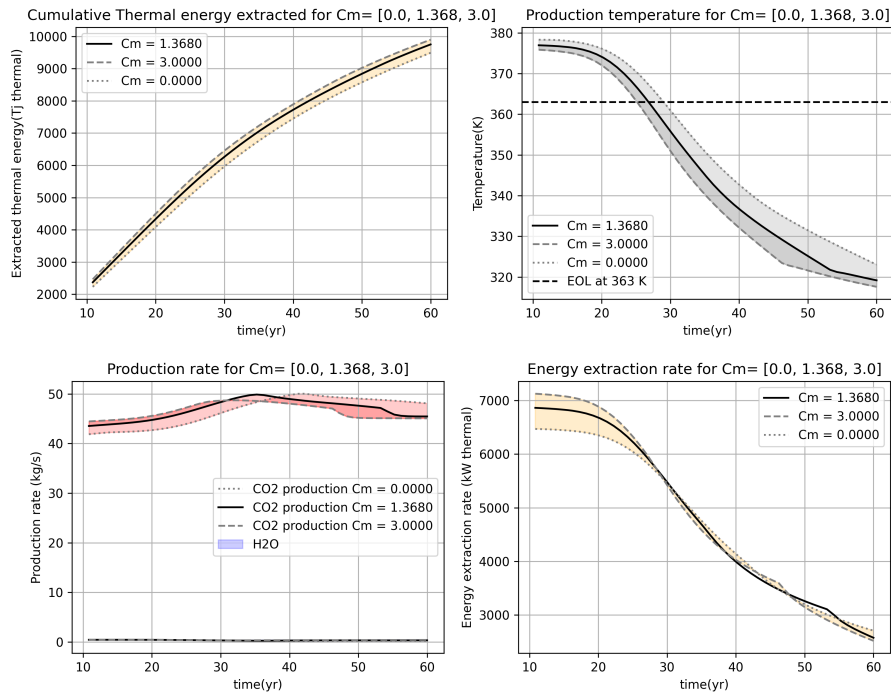 Cumulative Thermal energy extracted for Cm= [0.0, 1.368, 3.0]
10000
9000
8000
7000
6000
5000
4000
3000
2000
Extracted thermal energy(Tj thermal)
Cm = 1.3680
Cm = 3.0000
Cm = 0.0000
10 20 30 40 50 60
time(yr)
Production temperature for Cm= [0.0, 1.368, 3.0]
380
370
360
350
340
330
320
Temperature(K)
Cm = 1.3680
Cm = 3.0000
Cm = 0.0000
EOL at 363 K
10 20 30 40 50 60
time(yr)
Production rate for Cm= [0.0, 1.368, 3.0]
50
40
30
20
10
0
Production rate (kg/s)
CO2 production Cm = 0.0000
CO2 production Cm = 1.3680
CO2 production Cm = 3.0000
H2O
10 20 30 40 50 60
time(yr)
Energy extraction rate for Cm= [0.0, 1.368, 3.0]
7000
6000
5000
4000
3000
Energy extraction rate (kW thermal)
Cm = 1.3680
Cm = 3.0000
Cm = 0.0000
10 20 30 40 50 60
time(yr)